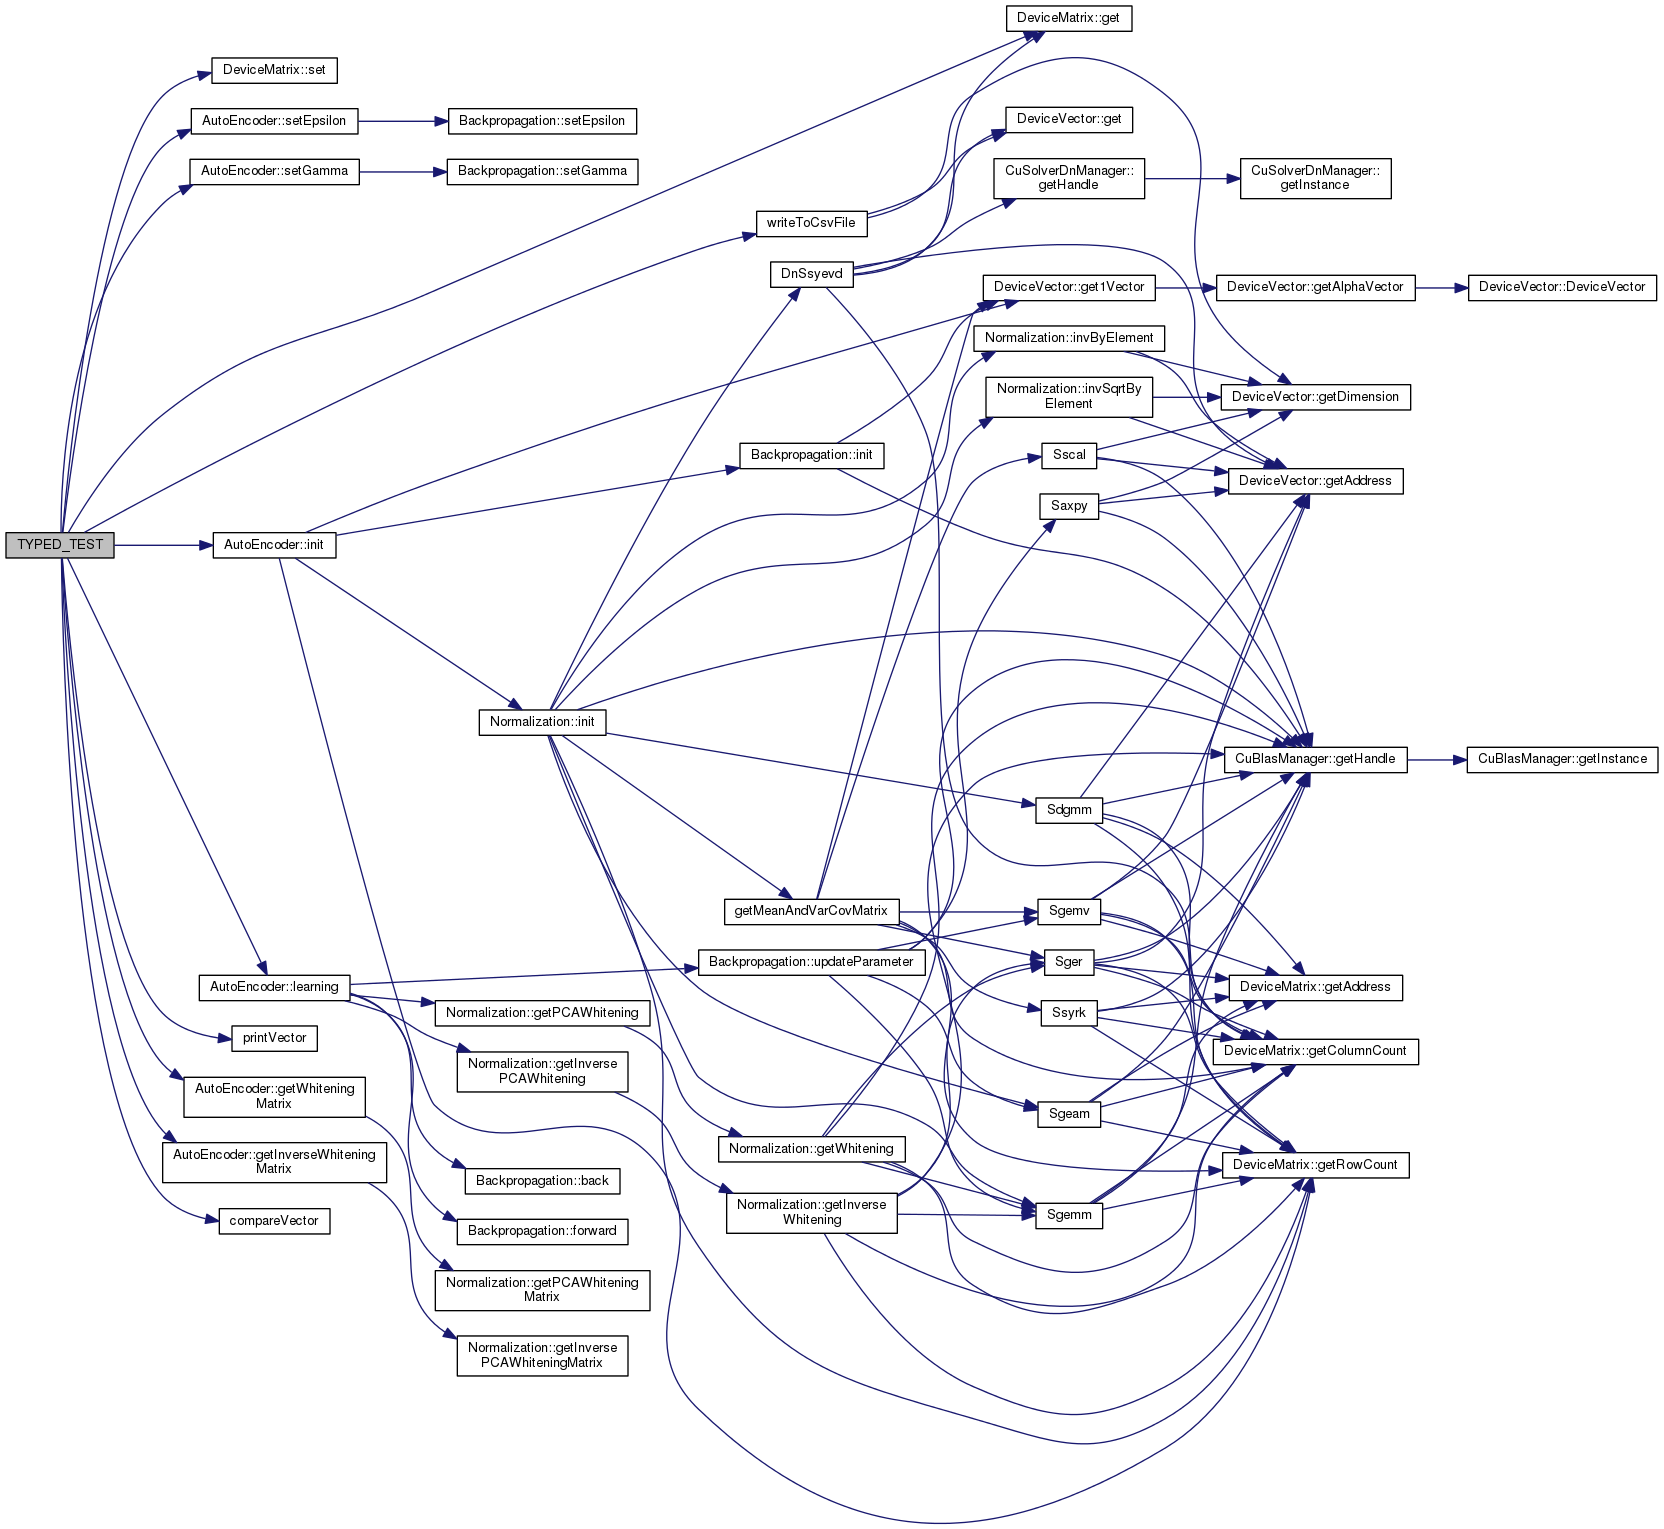 TYPED_TEST
DeviceMatrix::set
AutoEncoder::setEpsilon
AutoEncoder::setGamma
AutoEncoder::init
AutoEncoder::learning
printVector
AutoEncoder::getWhitening
Matrix
AutoEncoder::getInverseWhitening
Matrix
compareVector
Backpropagation::setEpsilon
Backpropagation::setGamma
Normalization::init
Normalization::getPCAWhitening
Normalization::getInverse
PCAWhitening
Backpropagation::back
Backpropagation::forward
Normalization::getPCAWhitening
Matrix
Normalization::getInverse
PCAWhiteningMatrix
writeToCsvFile
DnSsyevd
Backpropagation::init
getMeanAndVarCovMatrix
Backpropagation::updateParameter
Normalization::getWhitening
Normalization::getInverse
Whitening
DeviceMatrix::get
DeviceVector::get
CuSolverDnManager::
getHandle
DeviceVector::get1Vector
Normalization::invByElement
Normalization::invSqrtBy
Element
Sscal
Saxpy
Sdgmm
Sgemv
Sger
Ssyrk
Sgeam
Sgemm
CuSolverDnManager::
getInstance
DeviceVector::getAlphaVector
DeviceVector::getDimension
DeviceVector::getAddress
CuBlasManager::getHandle
DeviceMatrix::getAddress
DeviceMatrix::getColumnCount
DeviceMatrix::getRowCount
DeviceVector::DeviceVector
CuBlasManager::getInstance